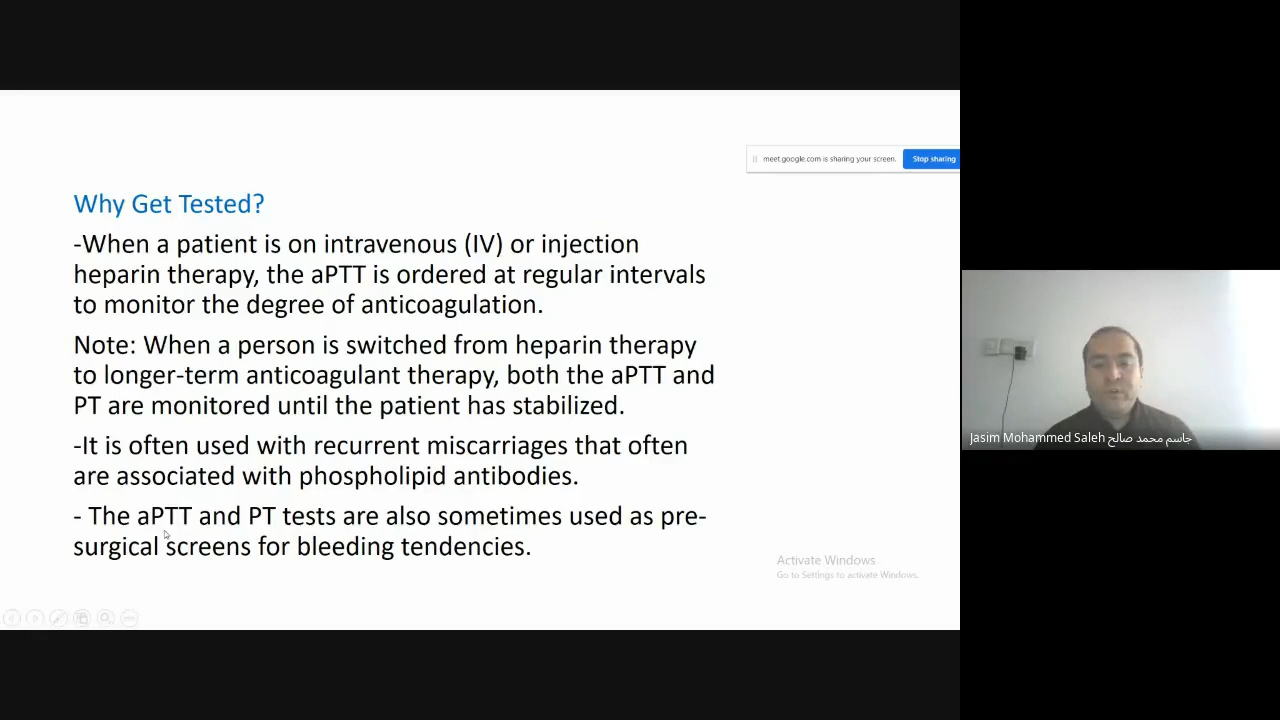 meet.google.com is sharing your screen.
Stop sharing
Why Get Tested?
-When a patient is on intravenous (IV) or injection
heparin therapy, the aPTT is ordered at regular intervals
to monitor the degree of anticoagulation.
Note: When a person is switched from heparin therapy
to longer-term anticoagulant therapy, both the aPTT and
PT are monitored until the patient has stabilized.
-It is often used with recurrent miscarriages that often
are associated with phospholipid antibodies.
- The aPTT and PT tests are also sometimes used as pre-
surgical screens for bleeding tendencies.
Activate Windows
Go to Settings to activate Windows.
Jasim Mohammed Saleh جاسم محمد صالح